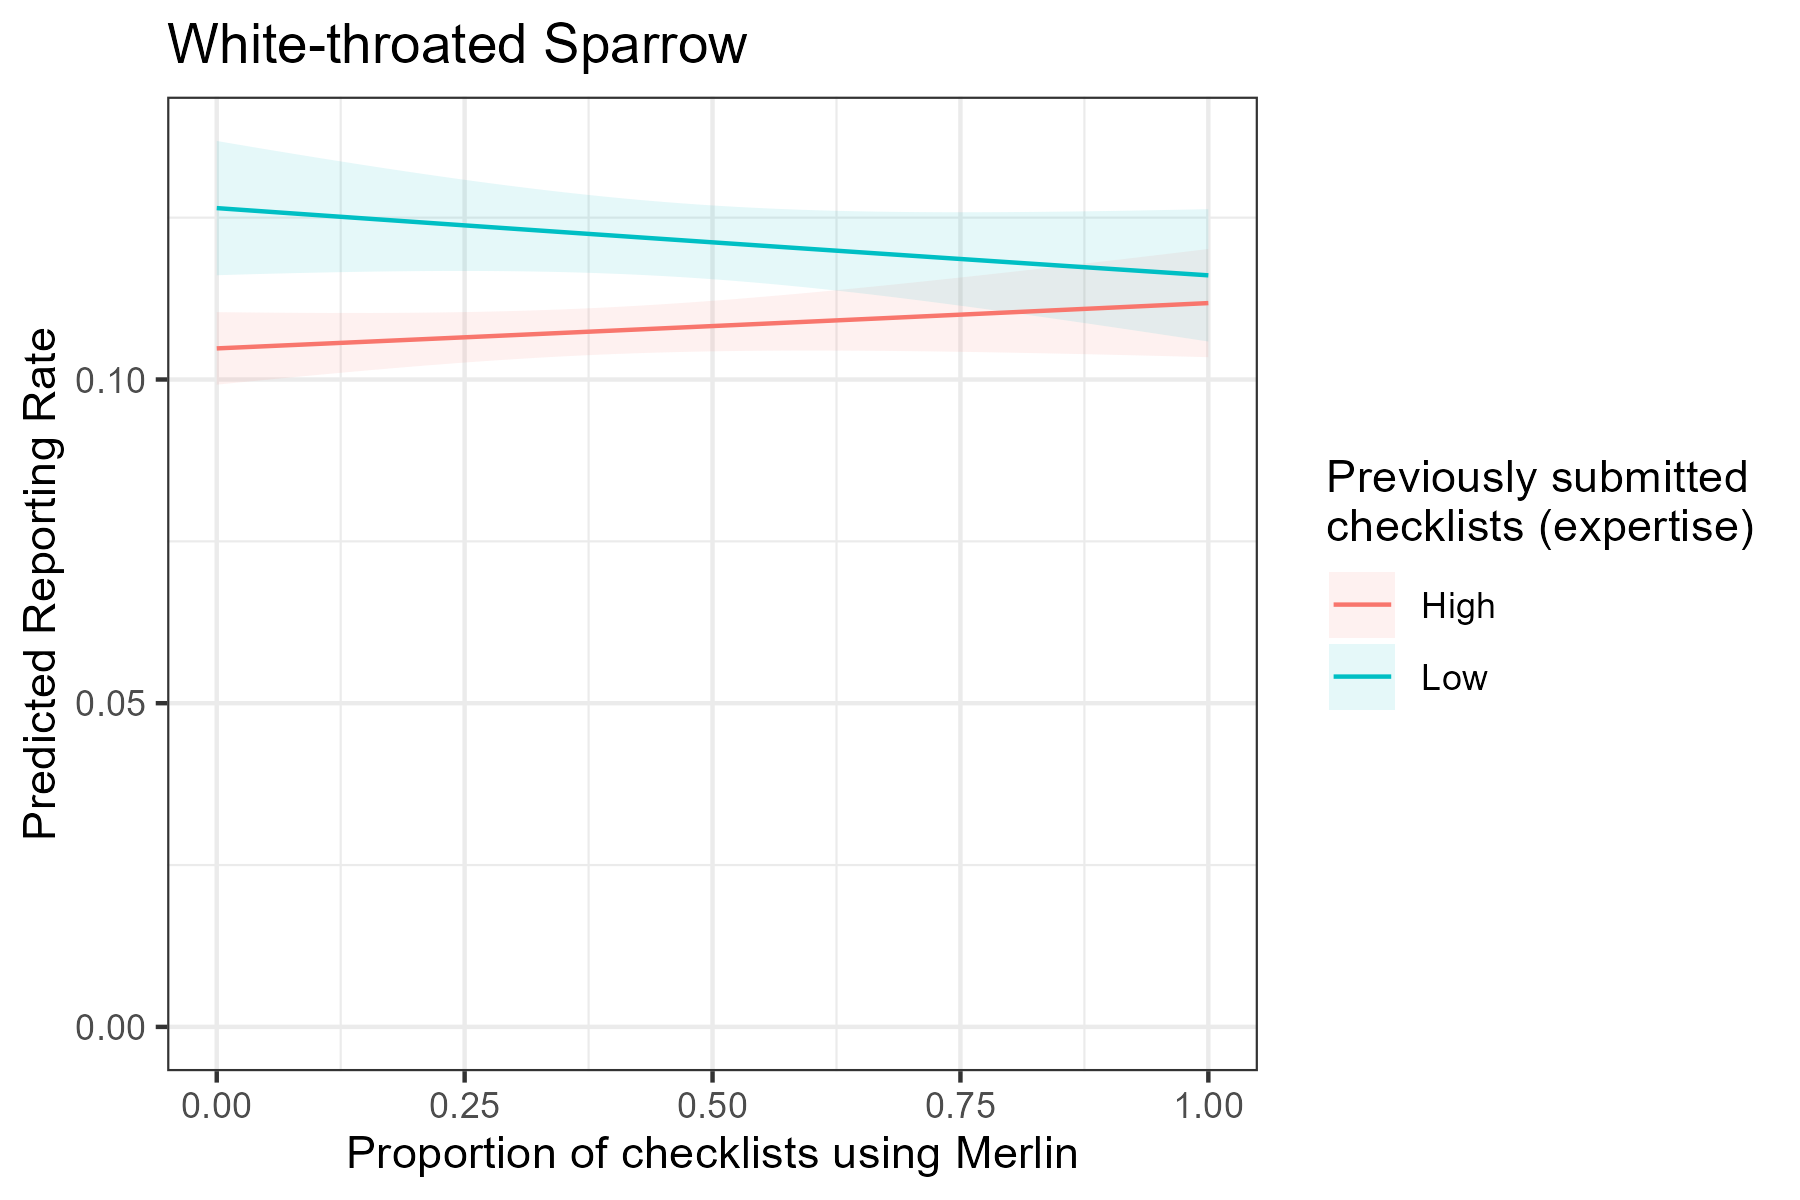 White-throated Sparrow
Predicted Reporting Rate
0.10
0.05
0.00
0.00 0.25 0.50 0.75 1.00
Proportion of checklists using Merlin
Previously submitted
checklists (expertise)
High
Low